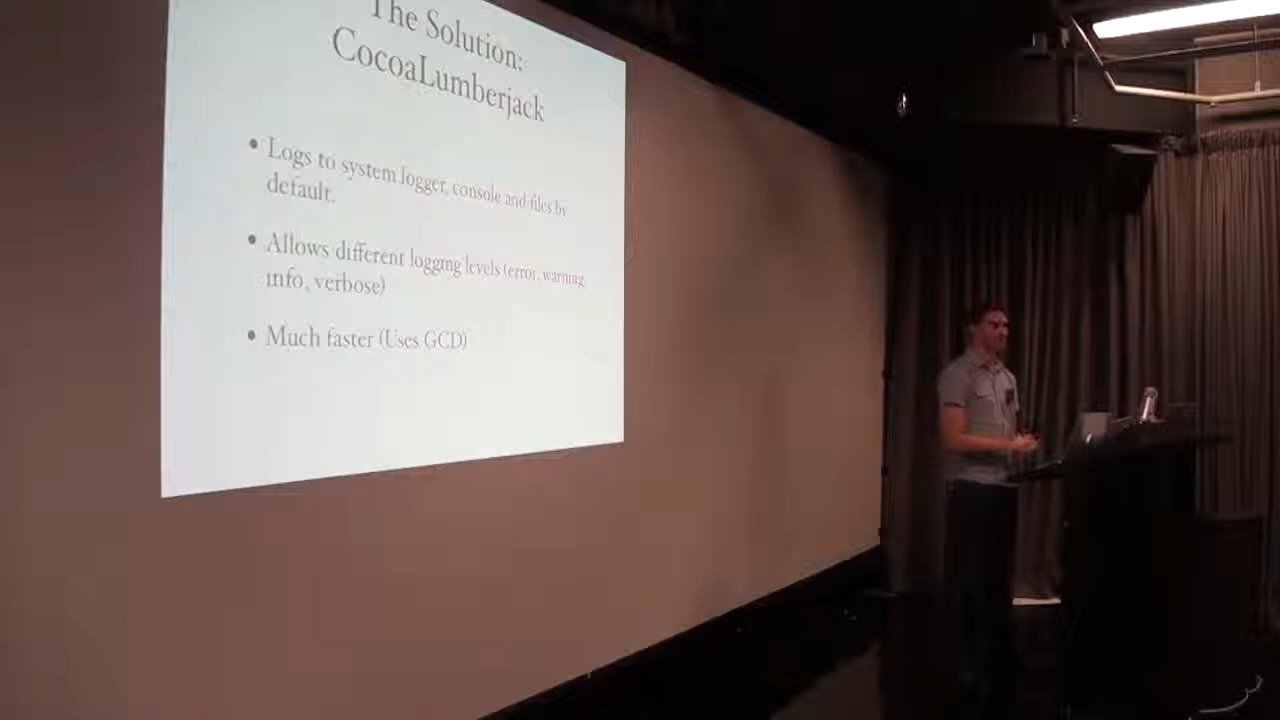 The Solution:
CocoaLumberjack
• Logs to system logger, console and files by
default.
• Allows different logging levels (error, warning,
info, verbose)
• Much faster (Uses GCD)